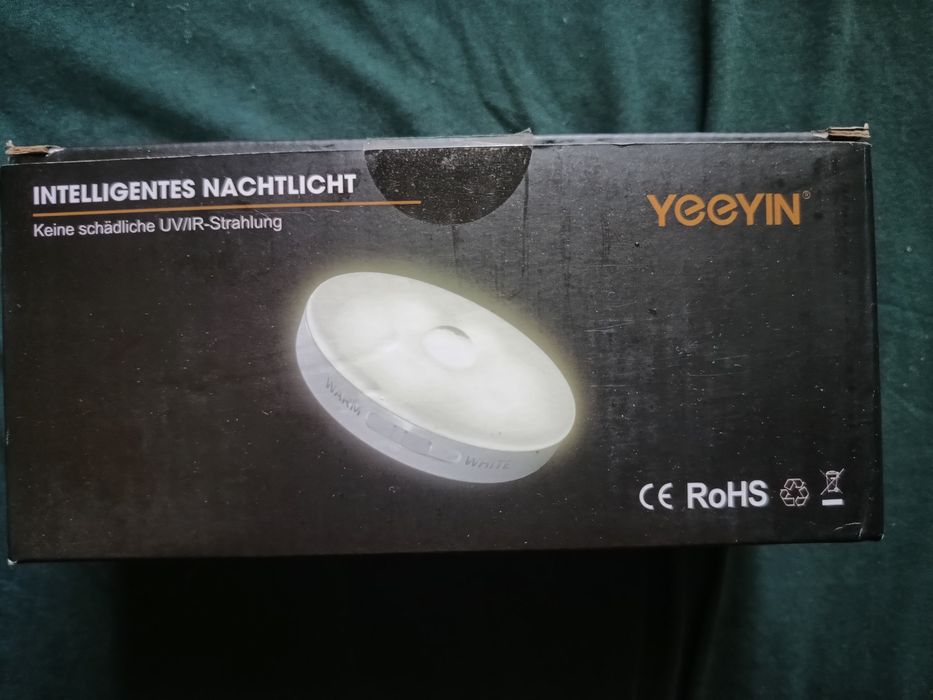 INTELLIGENTES NACHTLICHT
Keine schädliche UV/IR-Strahlung
YEEYIN®
WARM
WHITE
CE RoHS